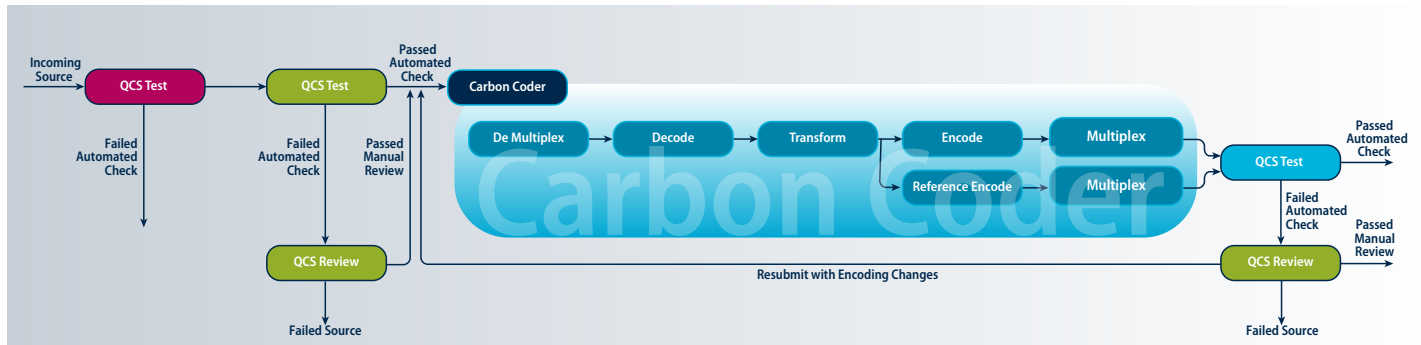 Incoming
Source
QCS Test
Failed
Automated
Check
QCS Test
Failed
Automated
Check
QCS Review
Failed Source
Passed
Automated
Check
Passed
Manual
Review
Carbon Coder
De Multiplex
Decode
Transform
Encode
Multiplex
Reference Encode
Multiplex
Carbon Coder
QCS Test
Passed
Automated
Check
Failed
Automated
Check
QCS Review
Passed
Manual
Review
Resubmit with Encoding Changes
Failed Source